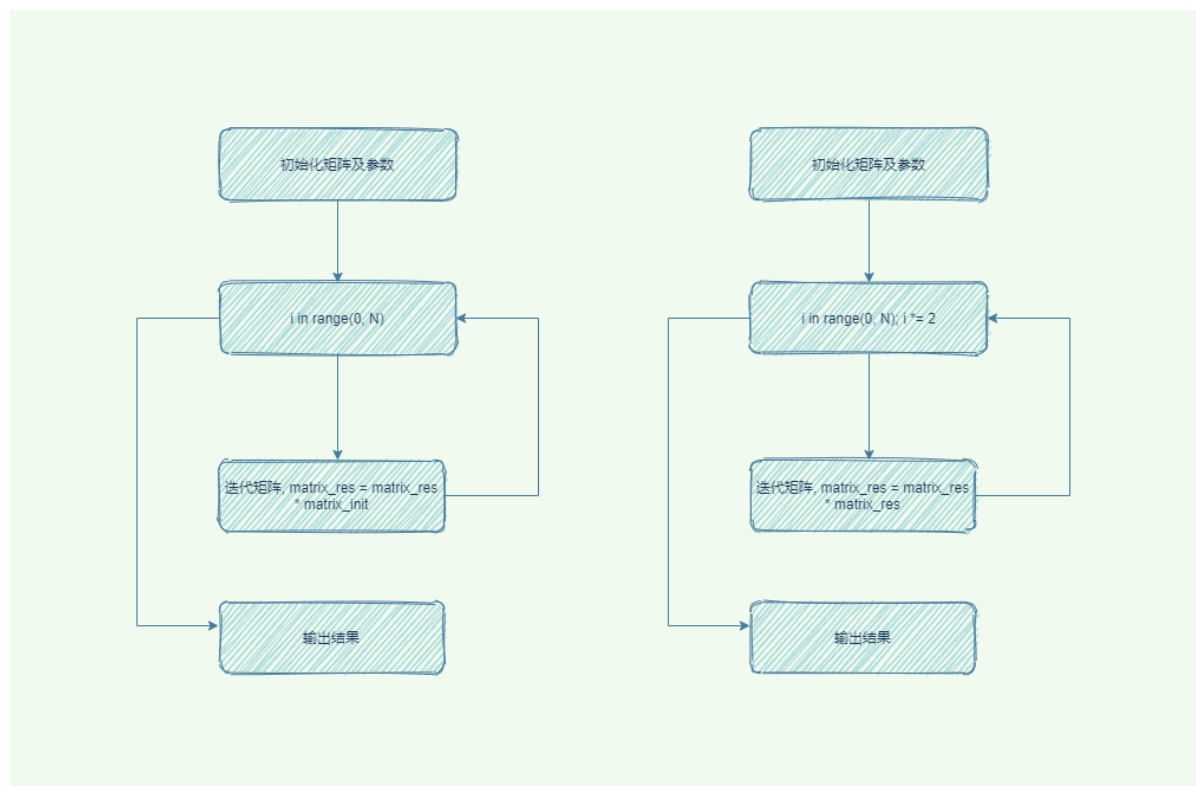 初始化矩阵及参数
i in range(0, N)
迭代矩阵, matrix_res = matrix_res
* matrix_init
输出结果
初始化矩阵及参数
i in range(0, N); i *= 2
迭代矩阵, matrix_res = matrix_res
* matrix_res
输出结果